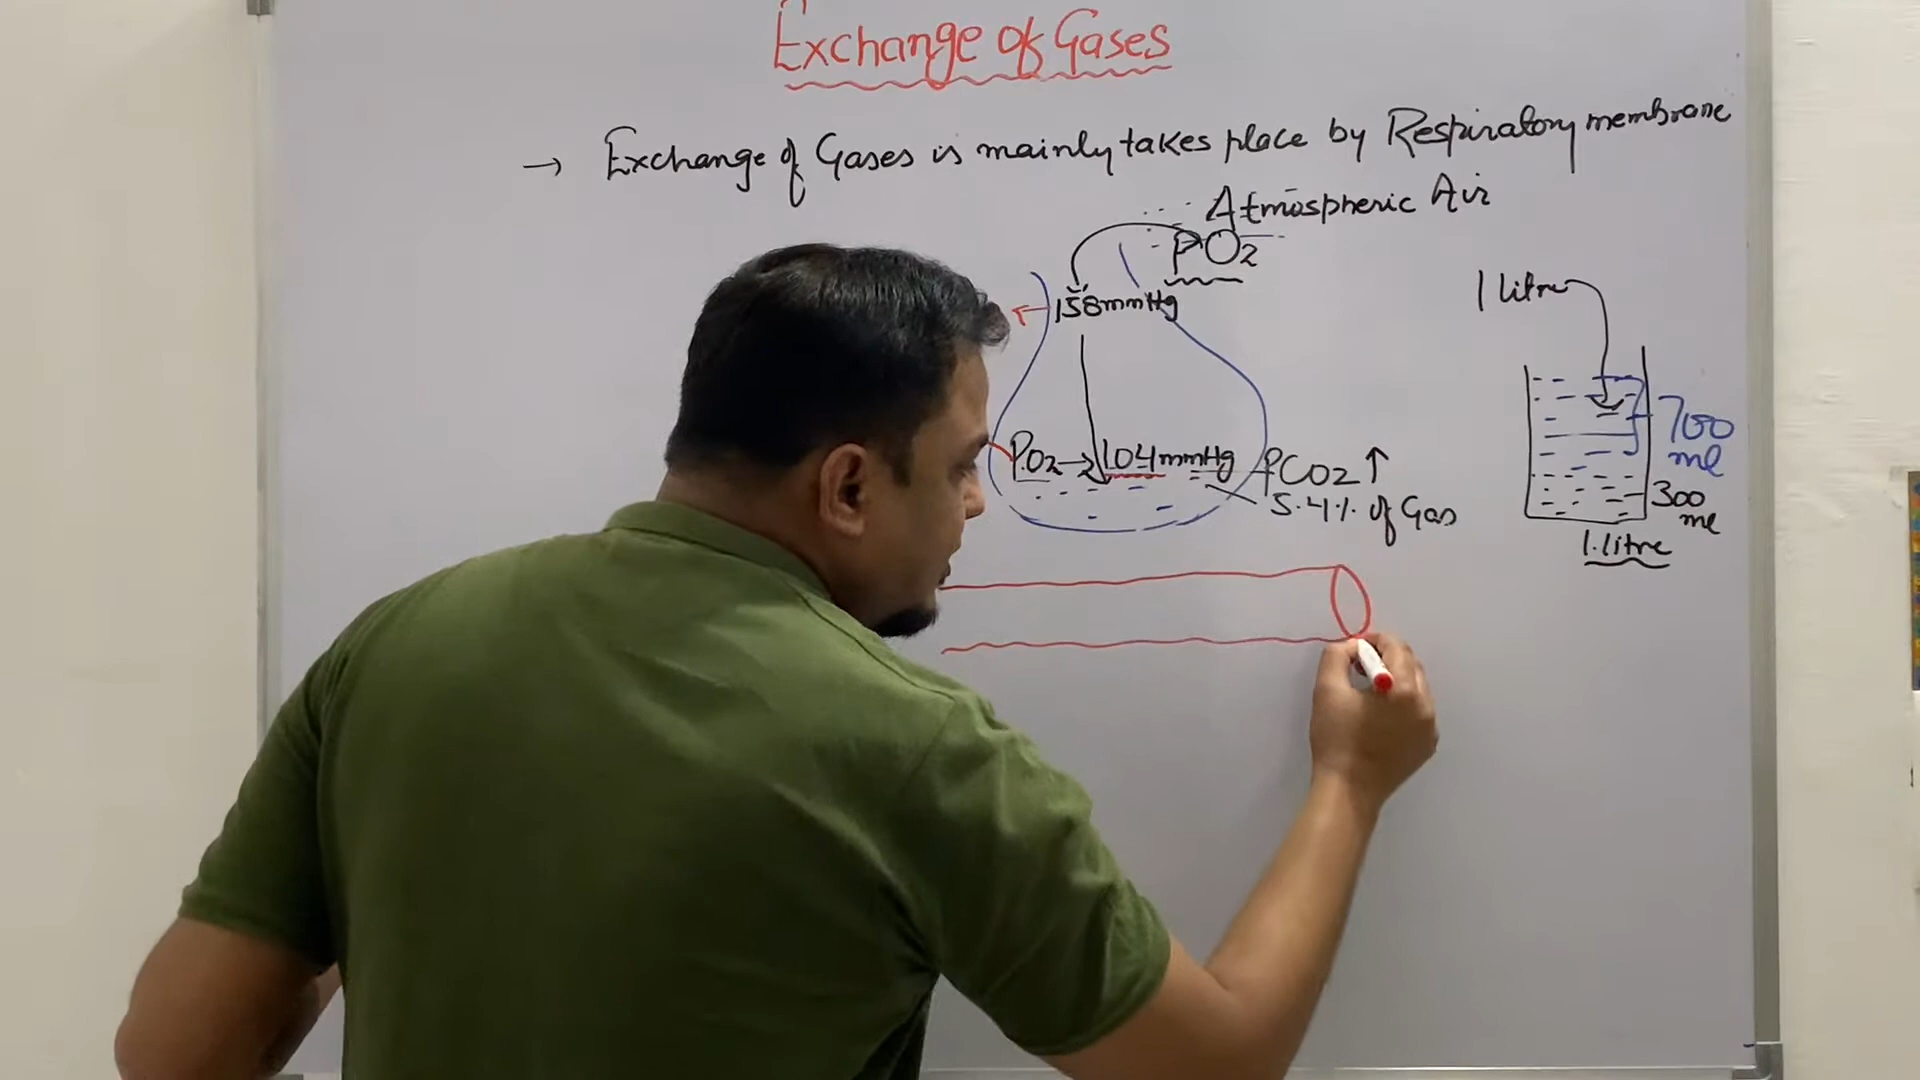 Exchange of Gases
→ Exchange of Gases is mainly takes place by Respiratory membrane
Atmospheric Air
PO2
158mmHg
1 litre
PO2→104mmHg
PCO2↑
5.4% of Gas
700
ml
300
ml
1.litre